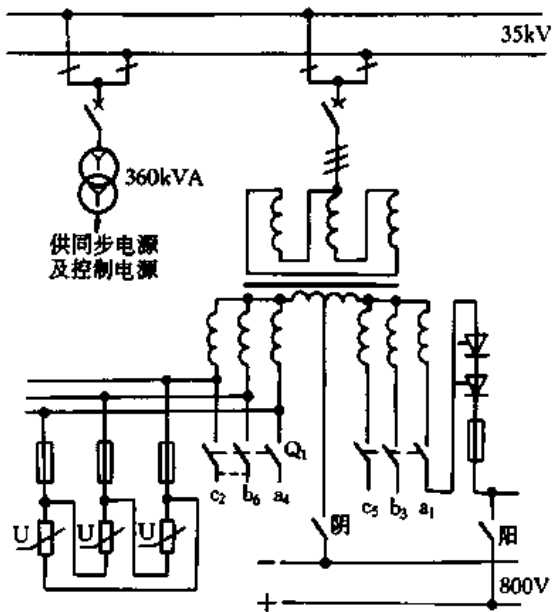 35kV
360kVA
供同步电源
及控制电源
Q₁
c₂ b₆ a₄
c₅ b₃ a₁
U U U
阴
阳
−
800V
+